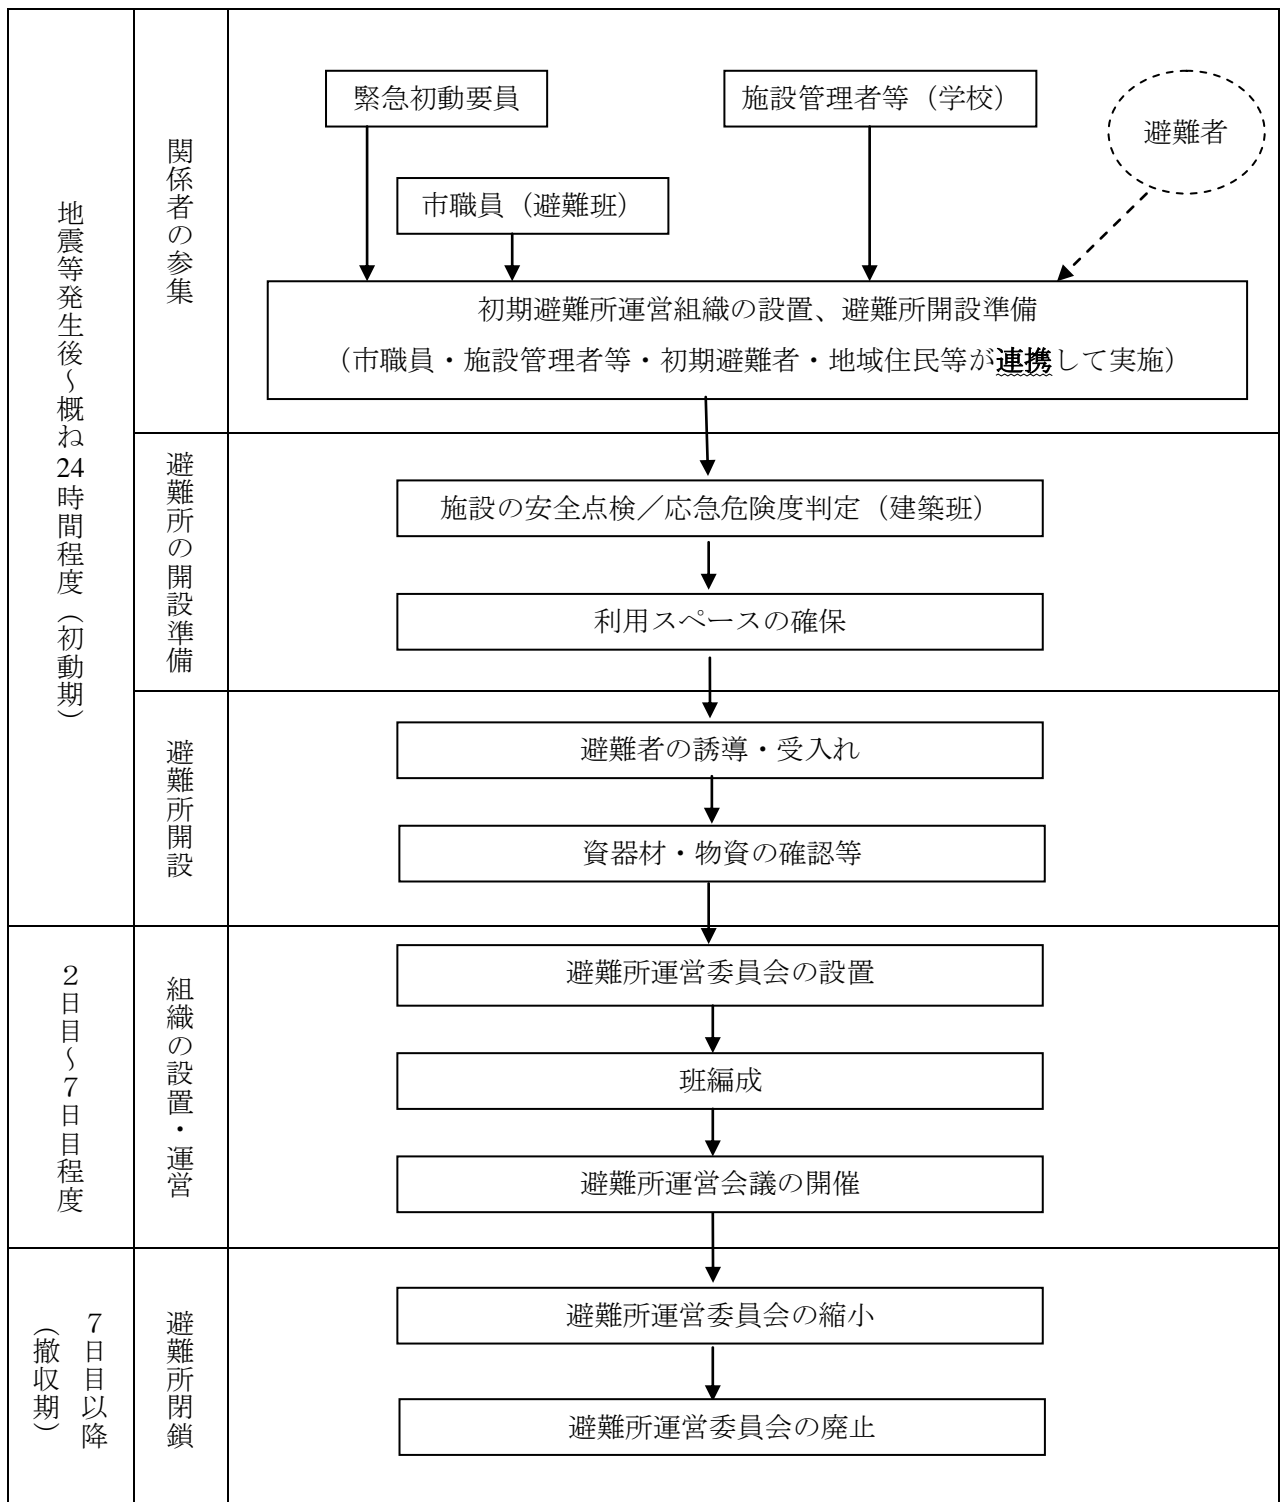 地震等発生後～概ね24時間程度（初動期）
関係者の参集
緊急初動要員
施設管理者等（学校）
避難者
市職員（避難班）
初期避難所運営組織の設置、避難所開設準備
（市職員・施設管理者等・初期避難者・地域住民等が連携して実施）
避難所の開設準備
施設の安全点検／応急危険度判定（建築班）
利用スペースの確保
避難所開設
避難者の誘導・受入れ
資器材・物資の確認等
２日目～７日目程度
組織の設置・運営
避難所運営委員会の設置
班編成
避難所運営会議の開催
７日目以降
（撤収期）
避難所閉鎖
避難所運営委員会の縮小
避難所運営委員会の廃止